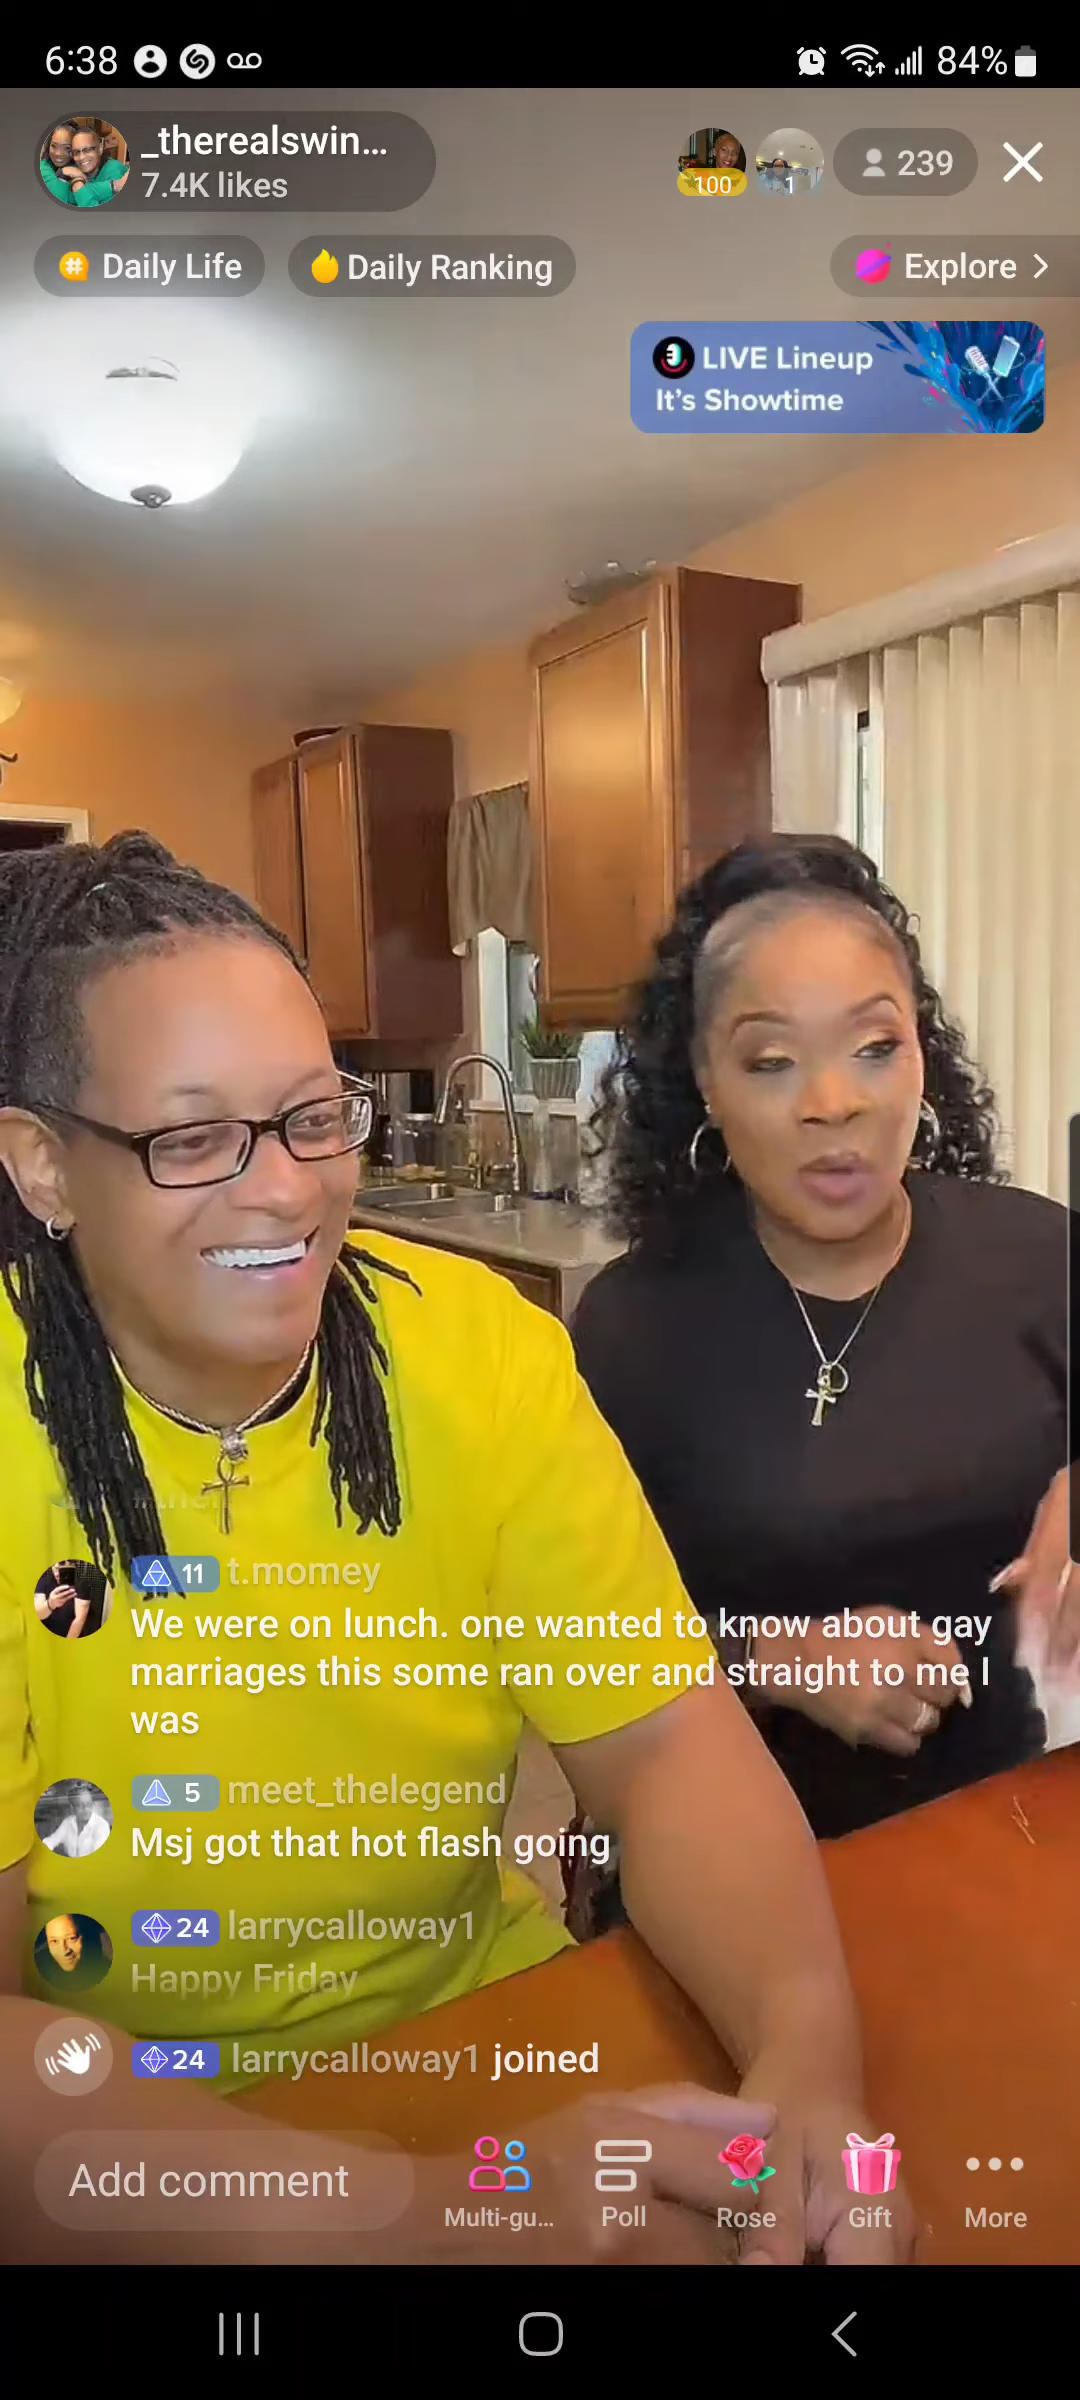 6:38
84%
_therealswin...
7.4K likes
100
1
239
Daily Life
Daily Ranking
Explore >
LIVE Lineup
It's Showtime
11 t.momey
We were on lunch. one wanted to know about gay
marriages this some ran over and straight to me I
was
5 meet_thelegend
Msj got that hot flash going
24 larrycalloway1
Happy Friday
24 larrycalloway1 joined
Add comment
Multi-gu...
Poll
Rose
Gift
More